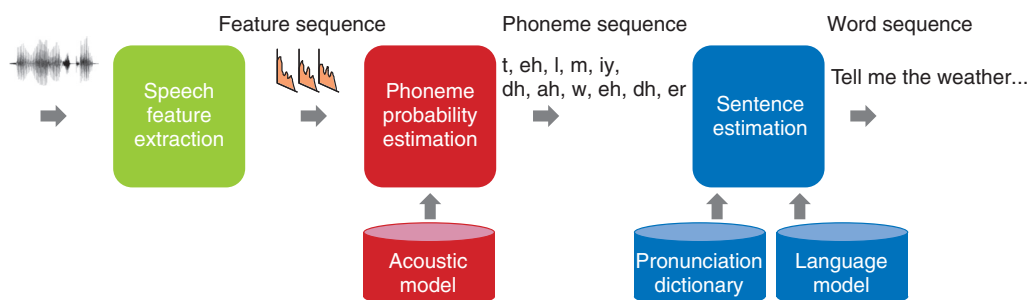 Feature sequence
Phoneme sequence
Word sequence
Speech
feature
extraction
Phoneme
probability
estimation
t, eh, l, m, iy,
dh, ah, w, eh, dh, er
Sentence
estimation
Tell me the weather...
Acoustic
model
Pronunciation
dictionary
Language
model